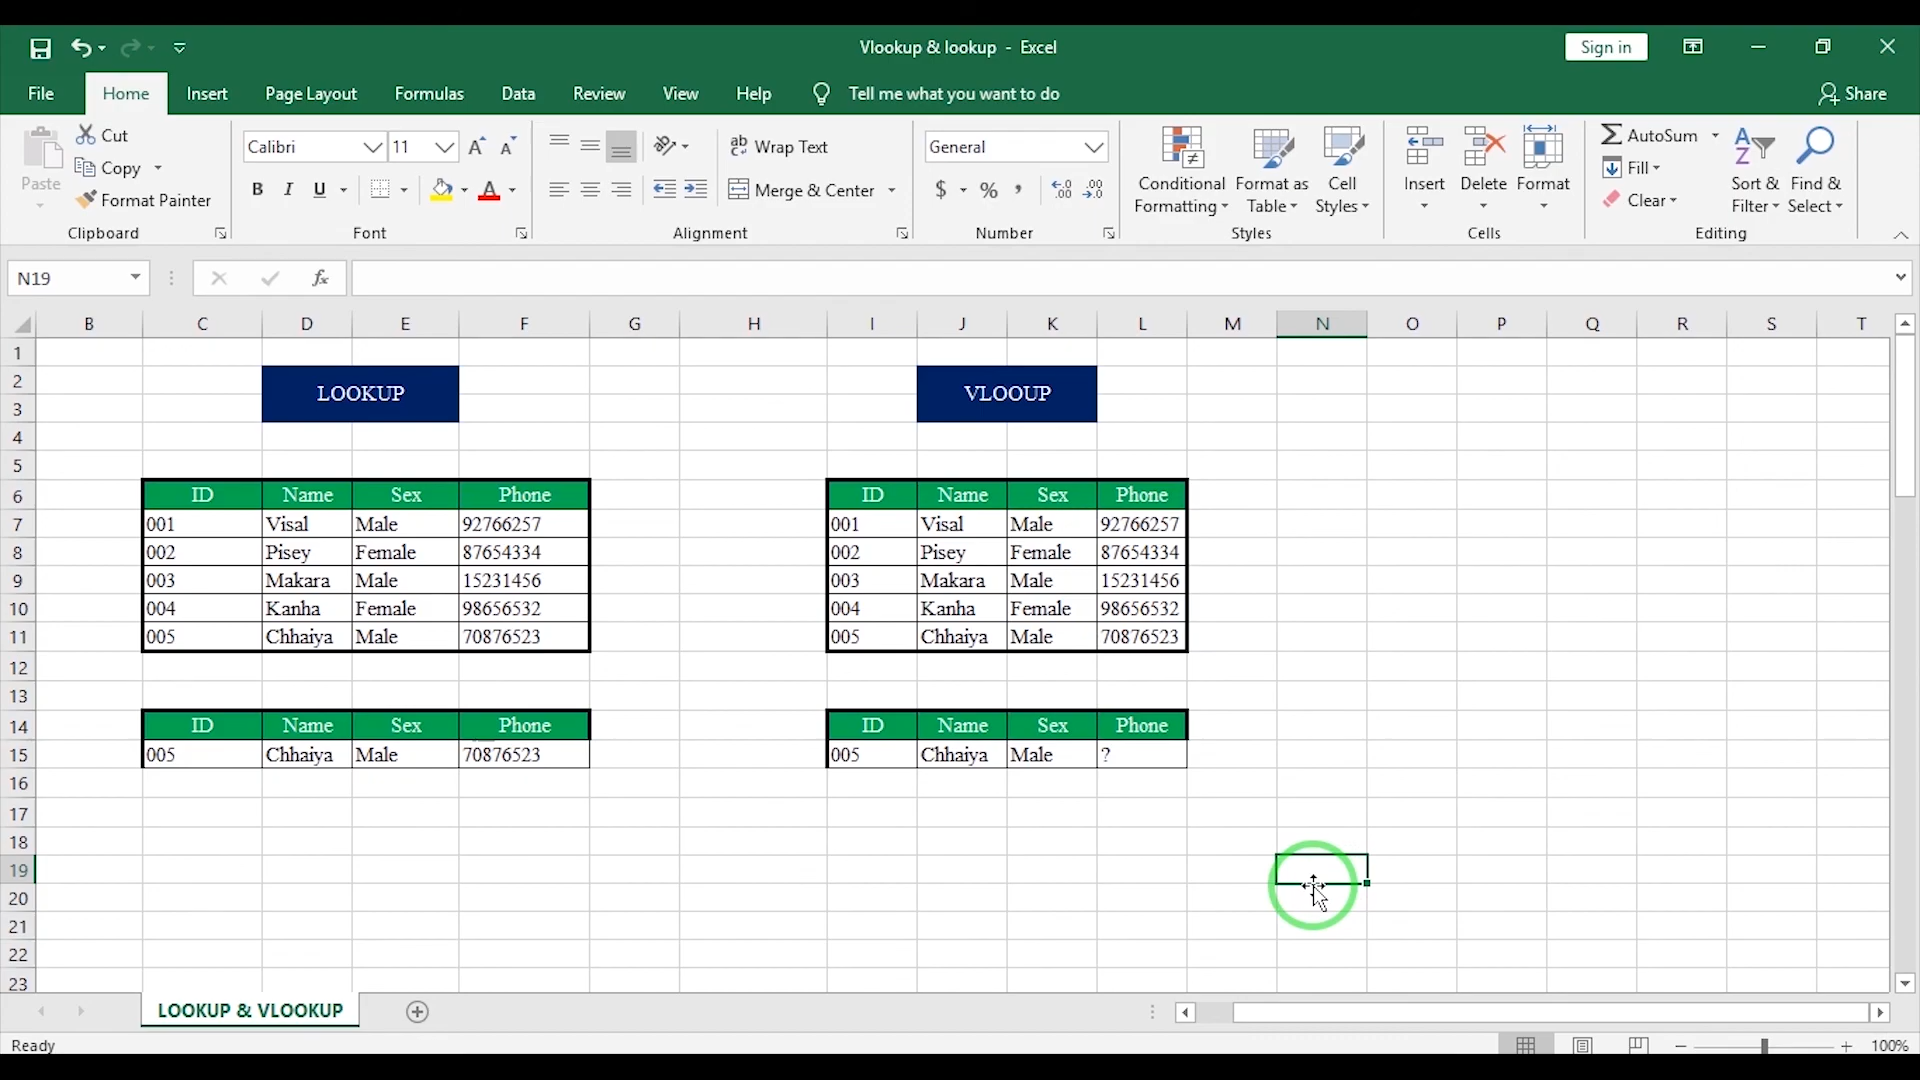 Vlookup & lookup - Excel
Sign in
File Home Insert Page Layout Formulas Data Review View Help Tell me what you want to do Share
Paste Cut Copy Format Painter Clipboard
Calibri 11 A A B I U A Font
ab Wrap Text Merge & Center Alignment
General $ % , .0 .00 .00 .0 Number
Conditional Formatting Format as Table Cell Styles Styles
Insert Delete Format Cells
AutoSum Fill Clear Sort & Filter Find & Select Editing
N19 fx
B C D E F G H I J K L M N O P Q R S T
1
2
LOOKUP VLOOUP
3
4
5
6 ID Name Sex Phone ID Name Sex Phone
7 001 Visal Male 92766257 001 Visal Male 92766257
8 002 Pisey Female 87654334 002 Pisey Female 87654334
9 003 Makara Male 15231456 003 Makara Male 15231456
10 004 Kanha Female 98656532 004 Kanha Female 98656532
11 005 Chhaiya Male 70876523 005 Chhaiya Male 70876523
12
13
14 ID Name Sex Phone ID Name Sex Phone
15 005 Chhaiya Male 70876523 005 Chhaiya Male ?
16
17
18
19
20
21
22
23
LOOKUP & VLOOKUP
Ready 100%